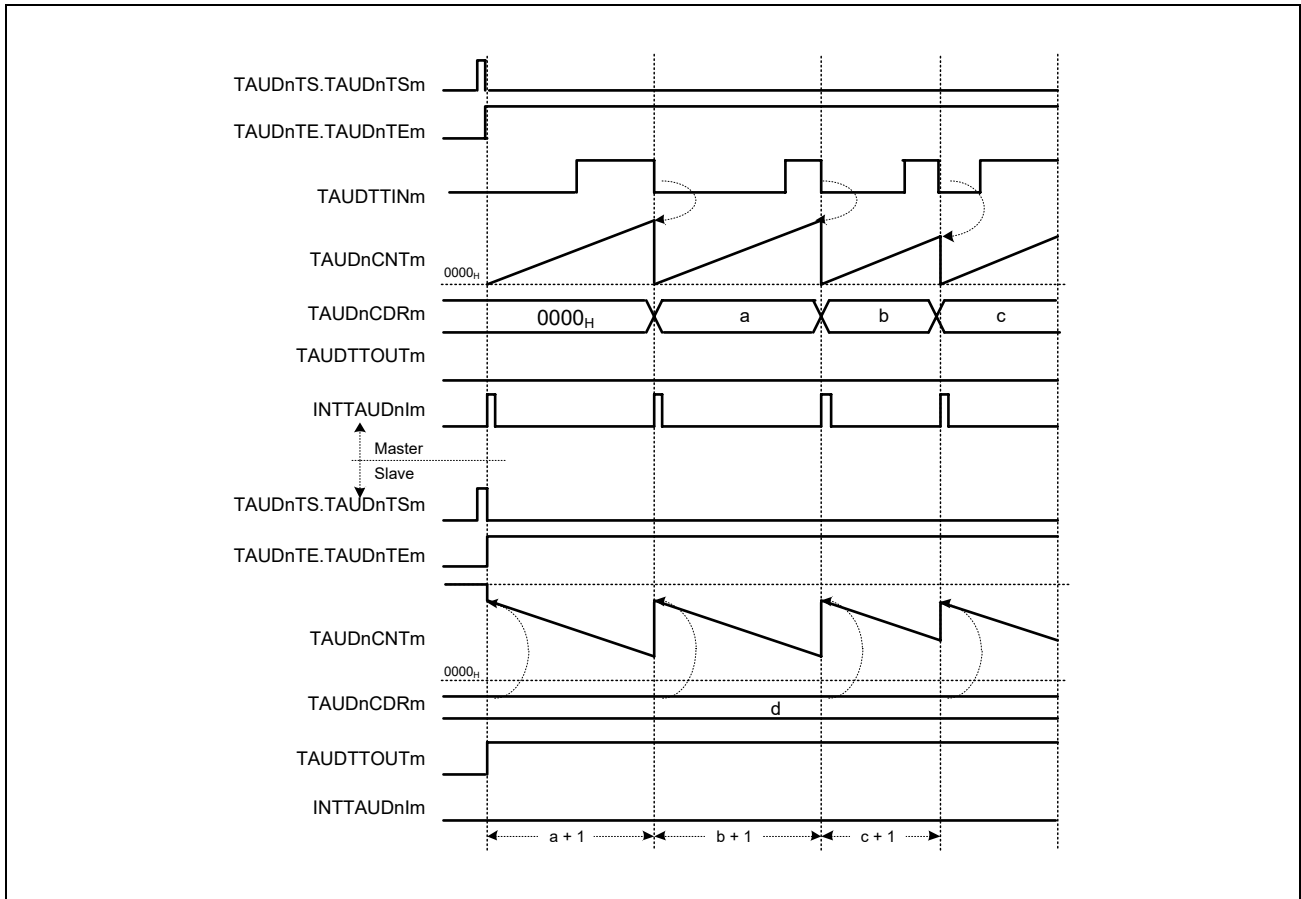 TAUDnTS.TAUDnTSm
TAUDnTE.TAUDnTEm
TAUDTTINm
TAUDnCNTm
0000H
TAUDnCDRm
0000H
a
b
c
TAUDTTOUTm
INTTAUDnIm
Master
Slave
TAUDnTS.TAUDnTSm
TAUDnTE.TAUDnTEm
TAUDnCNTm
0000H
TAUDnCDRm
d
TAUDTTOUTm
INTTAUDnIm
a + 1
b + 1
c + 1